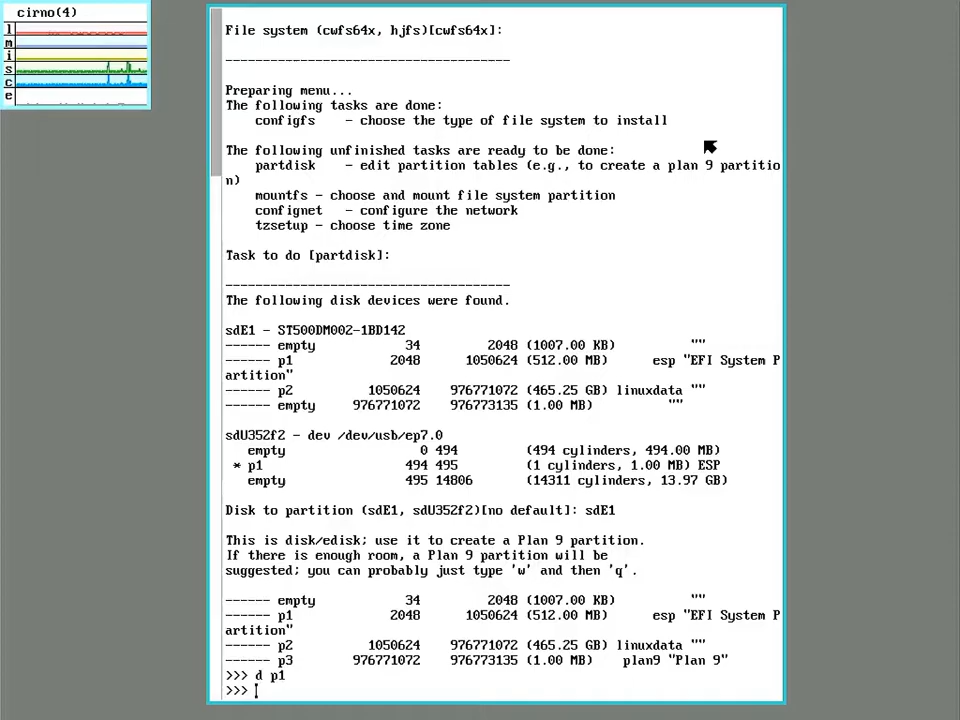 cirno(4)
l
m
i
s
c
e
File system (cwfs64x, hjfs)[cwfs64x]:
--------------------------------------
Preparing menu...
The following tasks are done:
configfs - choose the type of file system to install
The following unfinished tasks are ready to be done:
partdisk - edit partition tables (e.g., to create a plan 9 partitio
n)
mountfs - choose and mount file system partition
confignet - configure the network
tzsetup - choose time zone
Task to do [partdisk]:
--------------------------------------
The following disk devices were found.
sdE1 - ST500DM002-1BD142
------ empty 34 2048 (1007.00 KB) ""
------ p1 2048 1050624 (512.00 MB) esp "EFI System P
artition"
------ p2 1050624 976771072 (465.25 GB) linuxdata ""
------ empty 976771072 976773135 (1.00 MB) ""
sdU352f2 - dev /dev/usb/ep7.0
empty 0 494 (494 cylinders, 494.00 MB)
* p1 494 495 (1 cylinders, 1.00 MB) ESP
empty 495 14806 (14311 cylinders, 13.97 GB)
Disk to partition (sdE1, sdU352f2)[no default]: sdE1
This is disk/edisk; use it to create a Plan 9 partition.
If there is enough room, a Plan 9 partition will be
suggested; you can probably just type 'w' and then 'q'.
------ empty 34 2048 (1007.00 KB) ""
------ p1 2048 1050624 (512.00 MB) esp "EFI System P
artition"
------ p2 1050624 976771072 (465.25 GB) linuxdata ""
------ p3 976771072 976773135 (1.00 MB) plan9 "Plan 9"
>>> d p1
>>>